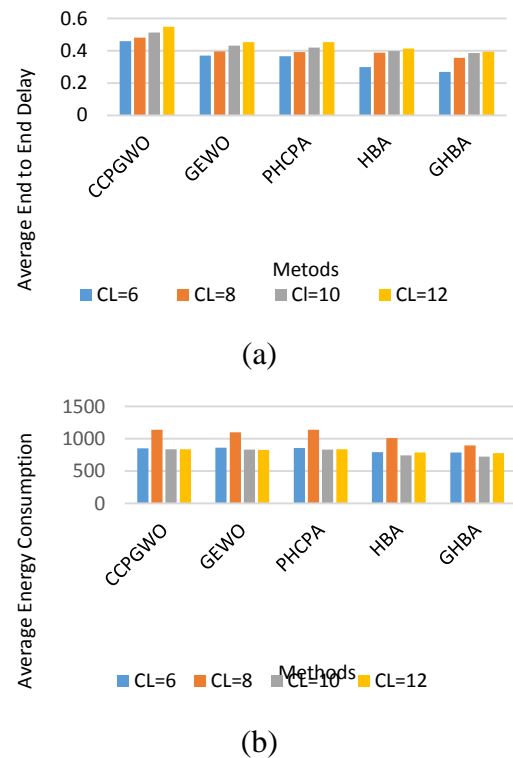 Average End to End Delay
0.6
0.4
0.2
0
CCPGWO
GEWO
PHCPA
HBA
GHBA
Metods
CL=6 CL=8 Cl=10 CL=12
(a)
Average Energy Consumption
1500
1000
500
0
CCPGWO
GEWO
PHCPA
HBA
GHBA
Methods
CL=6 CL=8 CL=10 CL=12
(b)